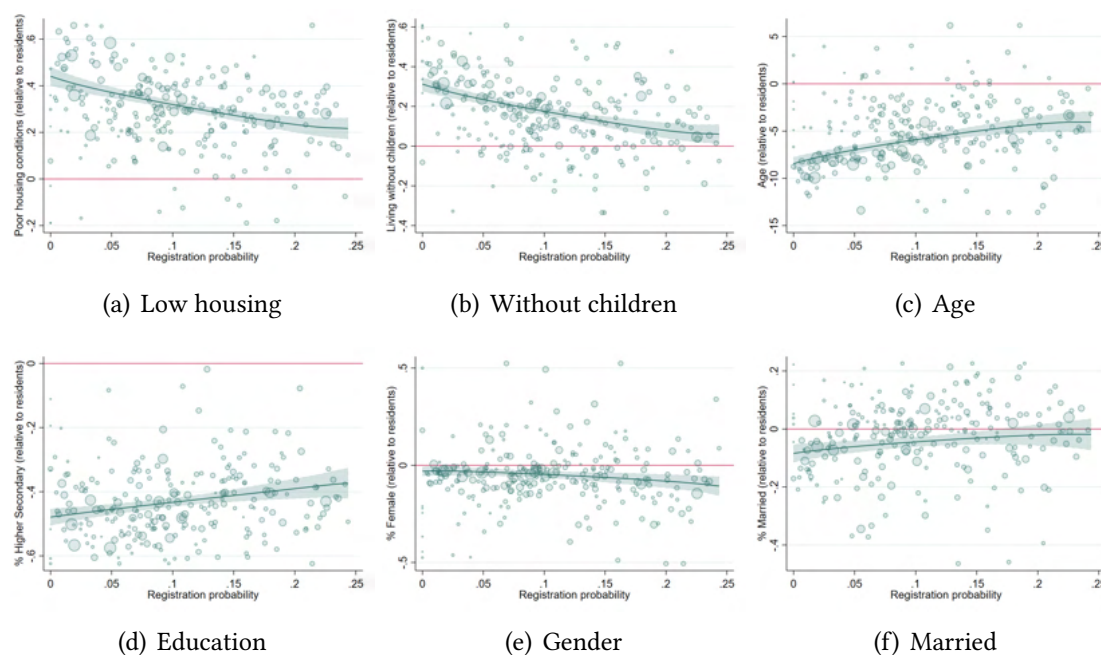 Poor housing conditions (relative to residents)
.6
.4
.2
0
-.2
0 .05 .1 .15 .2 .25
Registration probability
(a) Low housing
Living without children (relative to residents)
.6
.4
.2
0
-.2
-.4
0 .05 .1 .15 .2 .25
Registration probability
(b) Without children
Age (relative to residents)
5
0
-5
-10
-15
0 .05 .1 .15 .2 .25
Registration probability
(c) Age
% Higher Secondary (relative to residents)
0
-.2
-.4
-.6
0 .05 .1 .15 .2 .25
Registration probability
(d) Education
% Female (relative to residents)
.5
0
-.5
0 .05 .1 .15 .2 .25
Registration probability
(e) Gender
% Married (relative to residents)
.2
0
-.2
-.4
0 .05 .1 .15 .2 .25
Registration probability
(f) Married